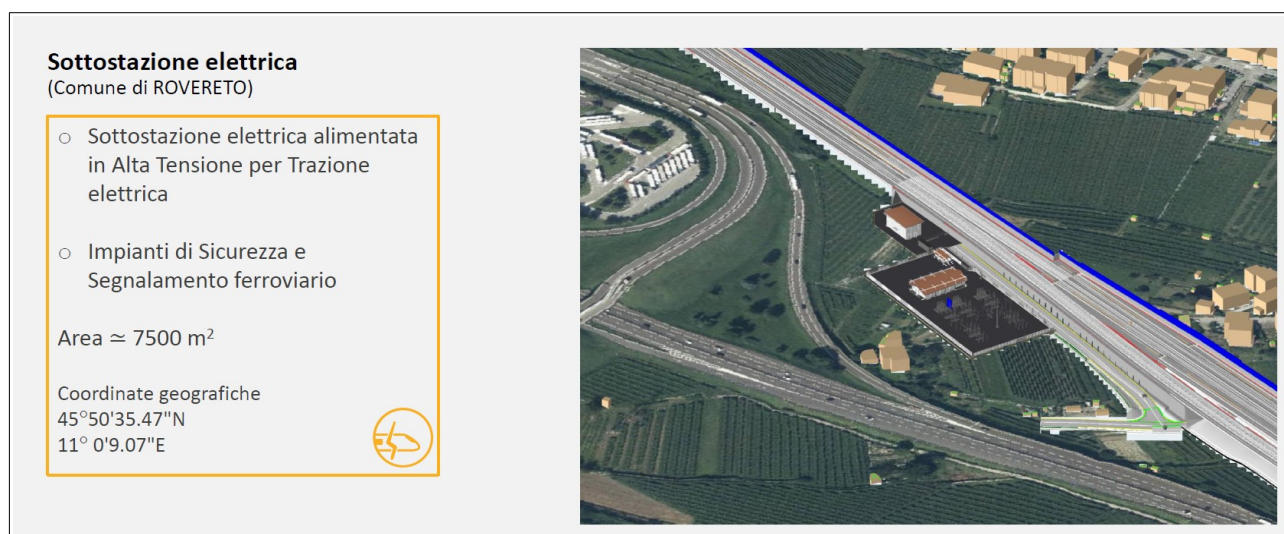 Sottostazione elettrica
(Comune di ROVERETO)
○ Sottostazione elettrica alimentata
in Alta Tensione per Trazione
elettrica
○ Impianti di Sicurezza e
Segnalamento ferroviario
Area ≃ 7500 m²
Coordinate geografiche
45°50'35.47"N
11° 0'9.07"E